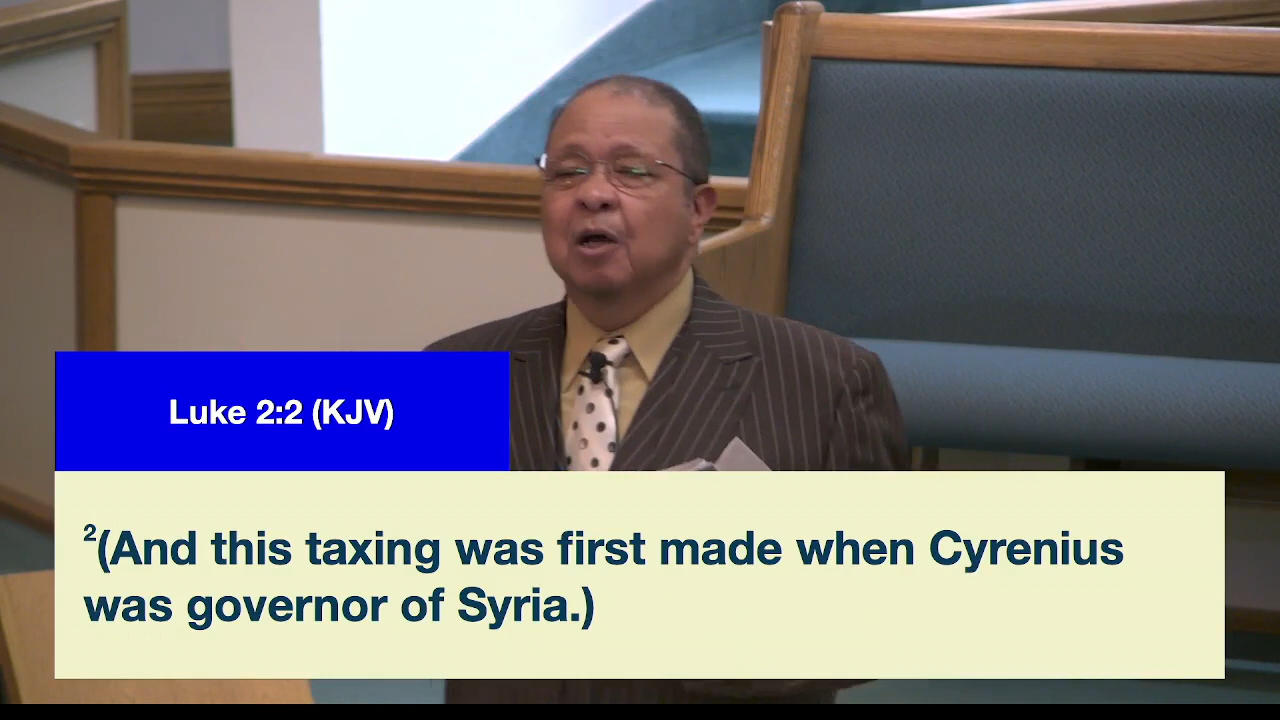 Luke 2:2 (KJV)
2(And this taxing was first made when Cyrenius
was governor of Syria.)